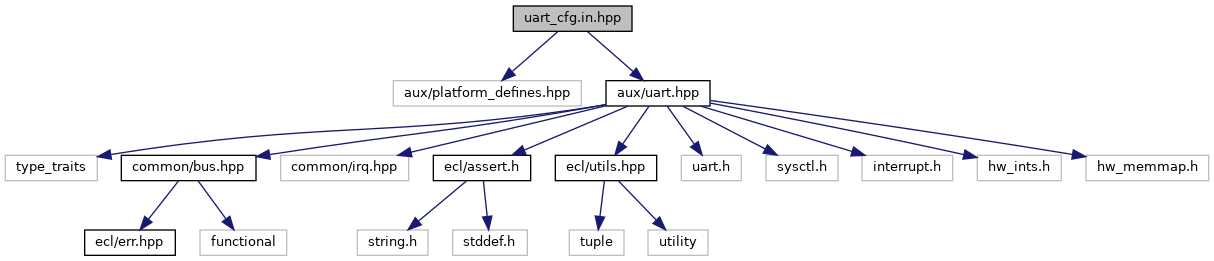 uart_cfg.in.hpp
aux/platform_defines.hpp
aux/uart.hpp
type_traits
common/bus.hpp
common/irq.hpp
ecl/assert.h
ecl/utils.hpp
uart.h
sysctl.h
interrupt.h
hw_ints.h
hw_memmap.h
ecl/err.hpp
functional
string.h
stddef.h
tuple
utility